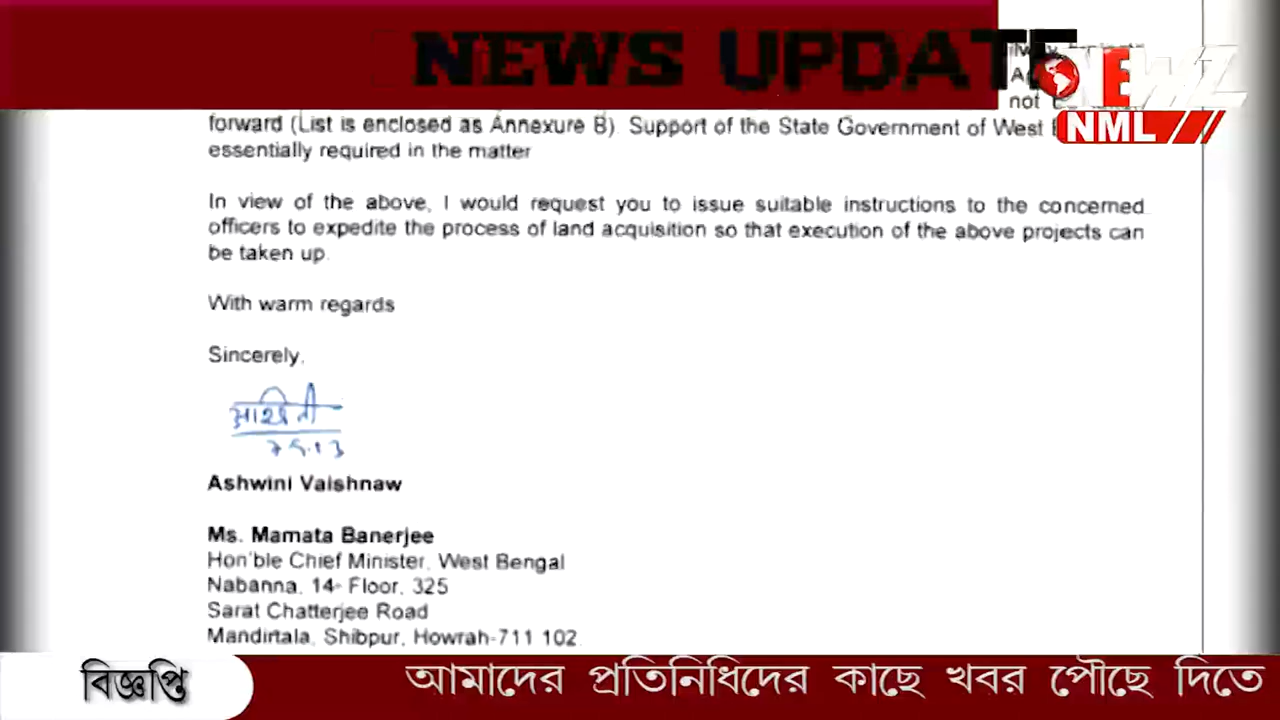 NEWS UPDATE
NEWZ
NML
not
forward (List is enclosed as Annexure B). Support of the State Government of West
essentially required in the matter
In view of the above, I would request you to issue suitable instructions to the concerned
officers to expedite the process of land acquisition so that execution of the above projects can
be taken up.
With warm regards
Sincerely,
Ashwini Vaishnaw
Ms. Mamata Banerjee
Hon'ble Chief Minister, West Bengal
Nabanna, 14th Floor, 325
Sarat Chatterjee Road
Mandirtala, Shibpur, Howrah-711 102
বিজ্ঞপ্তি
আমাদের প্রতিনিধিদের কাছে খবর পৌছে দিতে